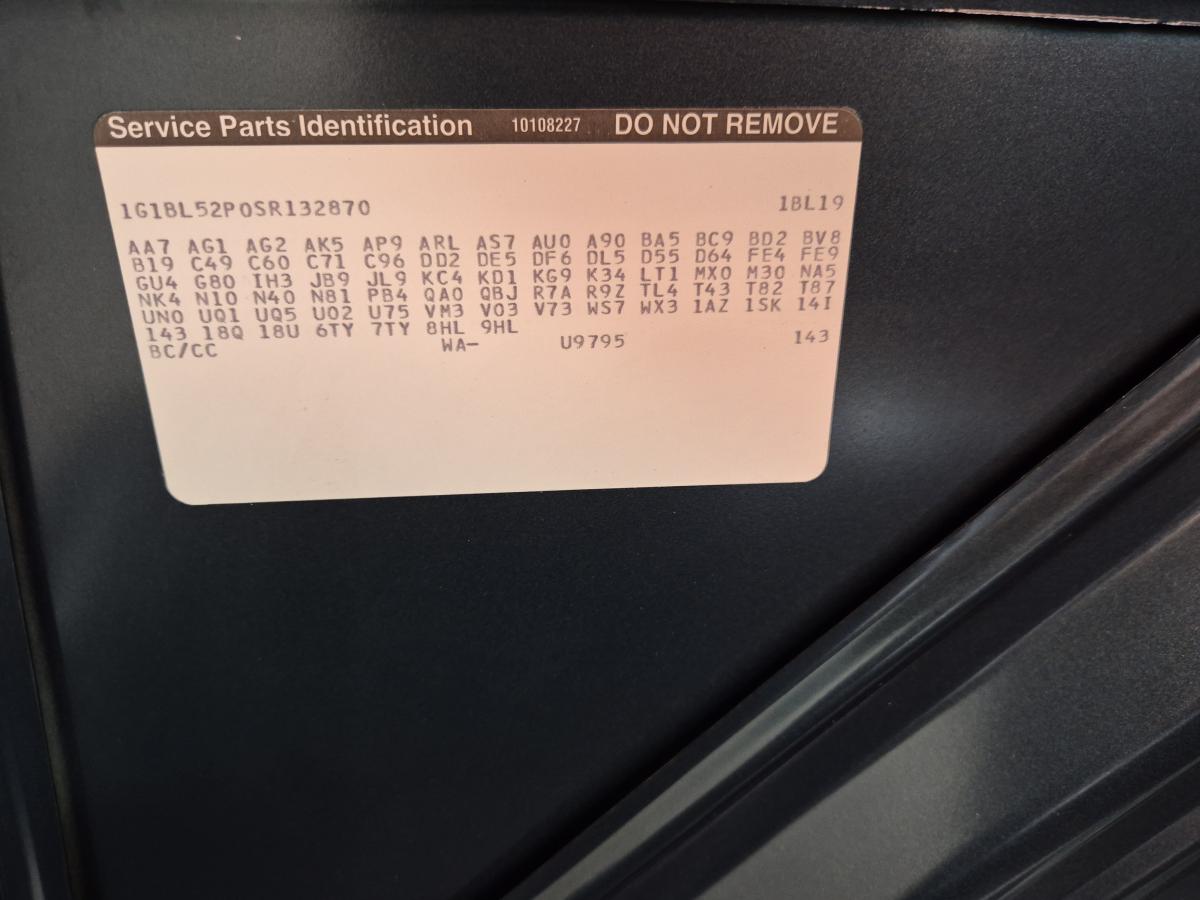 Service Parts Identification 10108227 DO NOT REMOVE
1G1BL52P0SR132870 1BL19
AA7 AG1 AG2 AK5 AP9 ARL AS7 AU0 A90 BA5 BC9 BD2 BV8
B19 C49 C60 C71 C96 DD2 DE5 DF6 DL5 D55 D64 FE4 FE9
GU4 G80 IH3 JB9 JL9 KC4 KD1 KG9 K34 LT1 MX0 M30 NA5
NK4 N10 N40 N81 PB4 QA0 QBJ R7A R9Z TL4 T43 T82 T87
UN0 UQ1 UQ5 U02 U75 VM3 V03 V73 WS7 WX3 1AZ 1SK 14I
143 18Q 18U 6TY 7TY 8HL 9HL
BC/CC WA- U9795 143